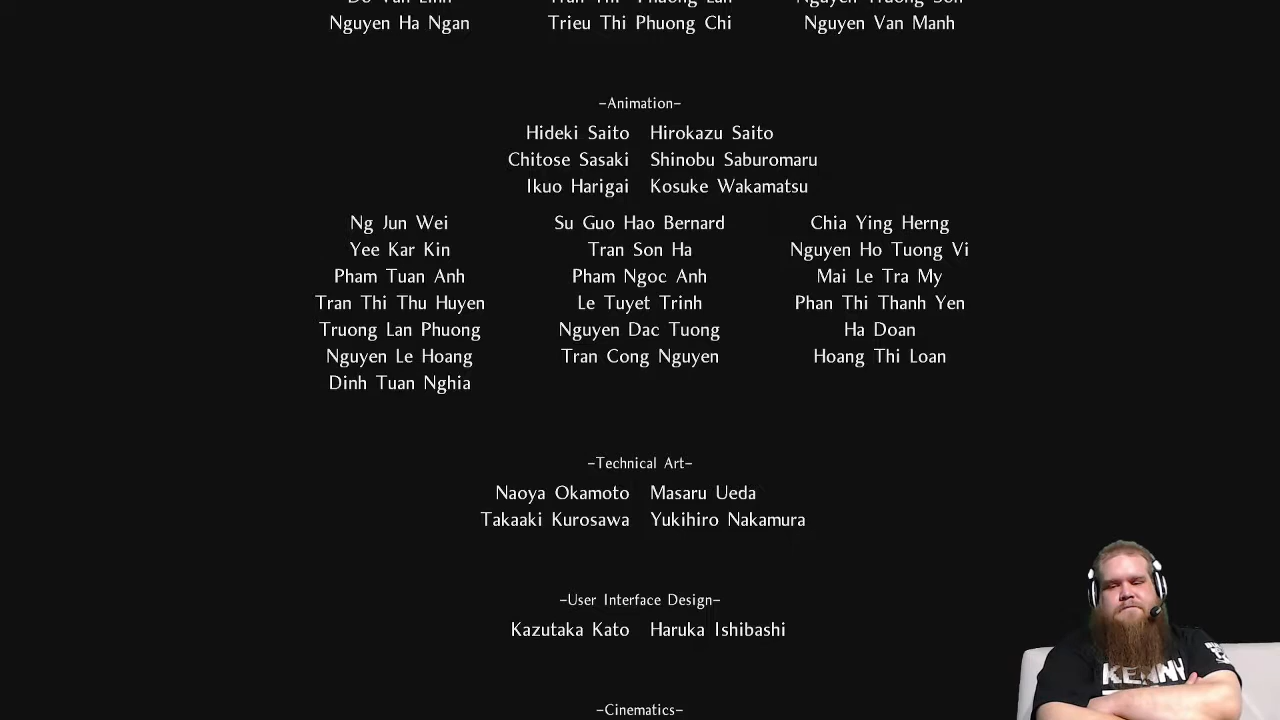 Nguyen Ha Ngan Trieu Thi Phuong Chi Nguyen Van Manh
-Animation-
Hideki Saito Hirokazu Saito
Chitose Sasaki Shinobu Saburomaru
Ikuo Harigai Kosuke Wakamatsu
Ng Jun Wei Su Guo Hao Bernard Chia Ying Herng
Yee Kar Kin Tran Son Ha Nguyen Ho Tuong Vi
Pham Tuan Anh Pham Ngoc Anh Mai Le Tra My
Tran Thi Thu Huyen Le Tuyet Trinh Phan Thi Thanh Yen
Truong Lan Phuong Nguyen Dac Tuong Ha Doan
Nguyen Le Hoang Tran Cong Nguyen Hoang Thi Loan
Dinh Tuan Nghia
-Technical Art-
Naoya Okamoto Masaru Ueda
Takaaki Kurosawa Yukihiro Nakamura
-User Interface Design-
Kazutaka Kato Haruka Ishibashi
KENNY
-Cinematics-